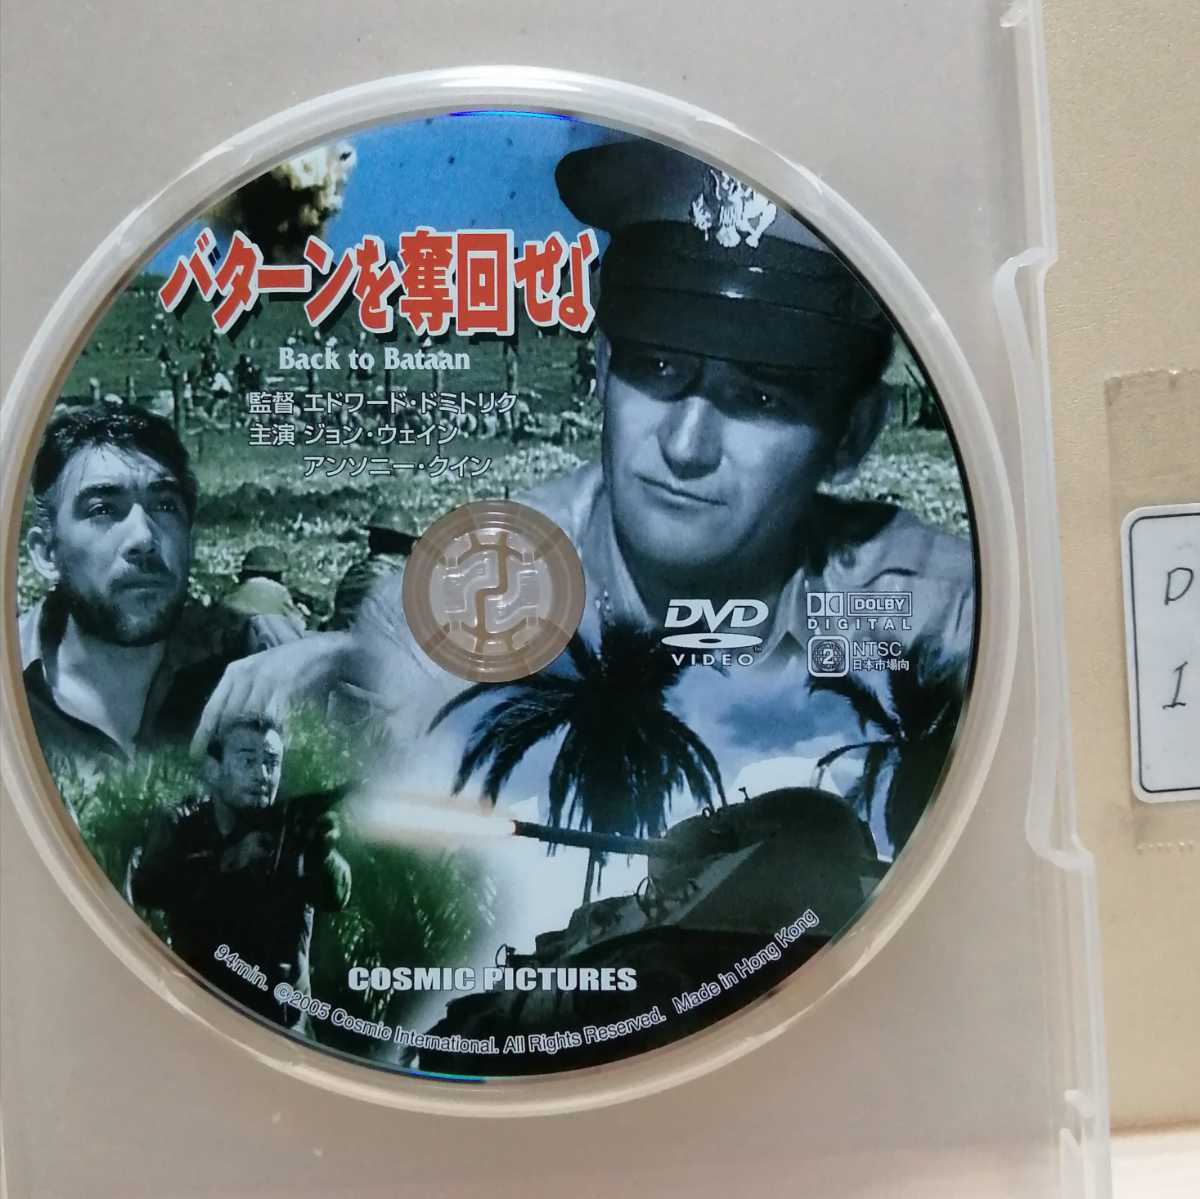 バターンを奪回せよ
Back to Bataan
監督 エドワード・ドミトリク
主演 ジョン・ウェイン
アンソニー・クイン
DVD
VIDEO
DOLBY
DIGITAL
2
NTSC
日本市場向
COSMIC PICTURES
94min. ©2005 Cosmic International. All Rights Reserved. Made in Hong Kong
D
I